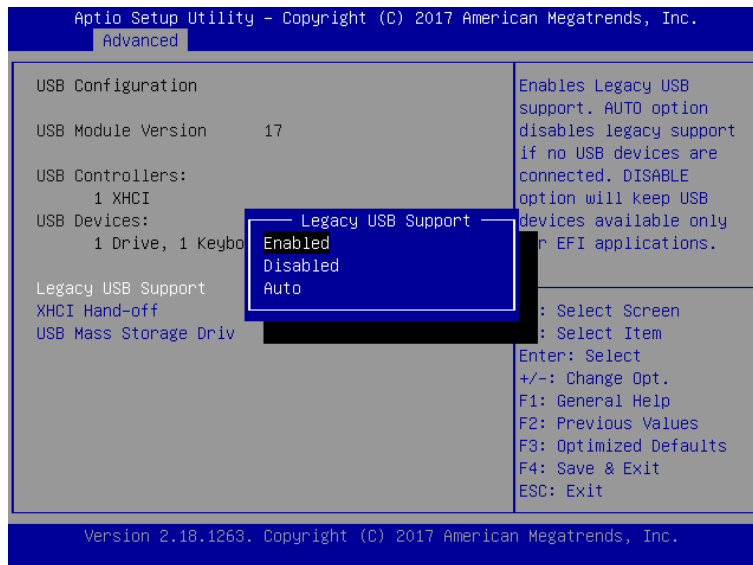 Aptio Setup Utility – Copyright (C) 2017 American Megatrends, Inc.
Advanced
USB Configuration
USB Module Version 17
USB Controllers:
1 XHCI
USB Devices:
1 Drive, 1 Keybo
Legacy USB Support
XHCI Hand-off
USB Mass Storage Driv
Legacy USB Support
Enabled
Disabled
Auto
Enables Legacy USB
support. AUTO option
disables legacy support
if no USB devices are
connected. DISABLE
option will keep USB
devices available only
r EFI applications.
: Select Screen
: Select Item
Enter: Select
+/-: Change Opt.
F1: General Help
F2: Previous Values
F3: Optimized Defaults
F4: Save & Exit
ESC: Exit
Version 2.18.1263. Copyright (C) 2017 American Megatrends, Inc.